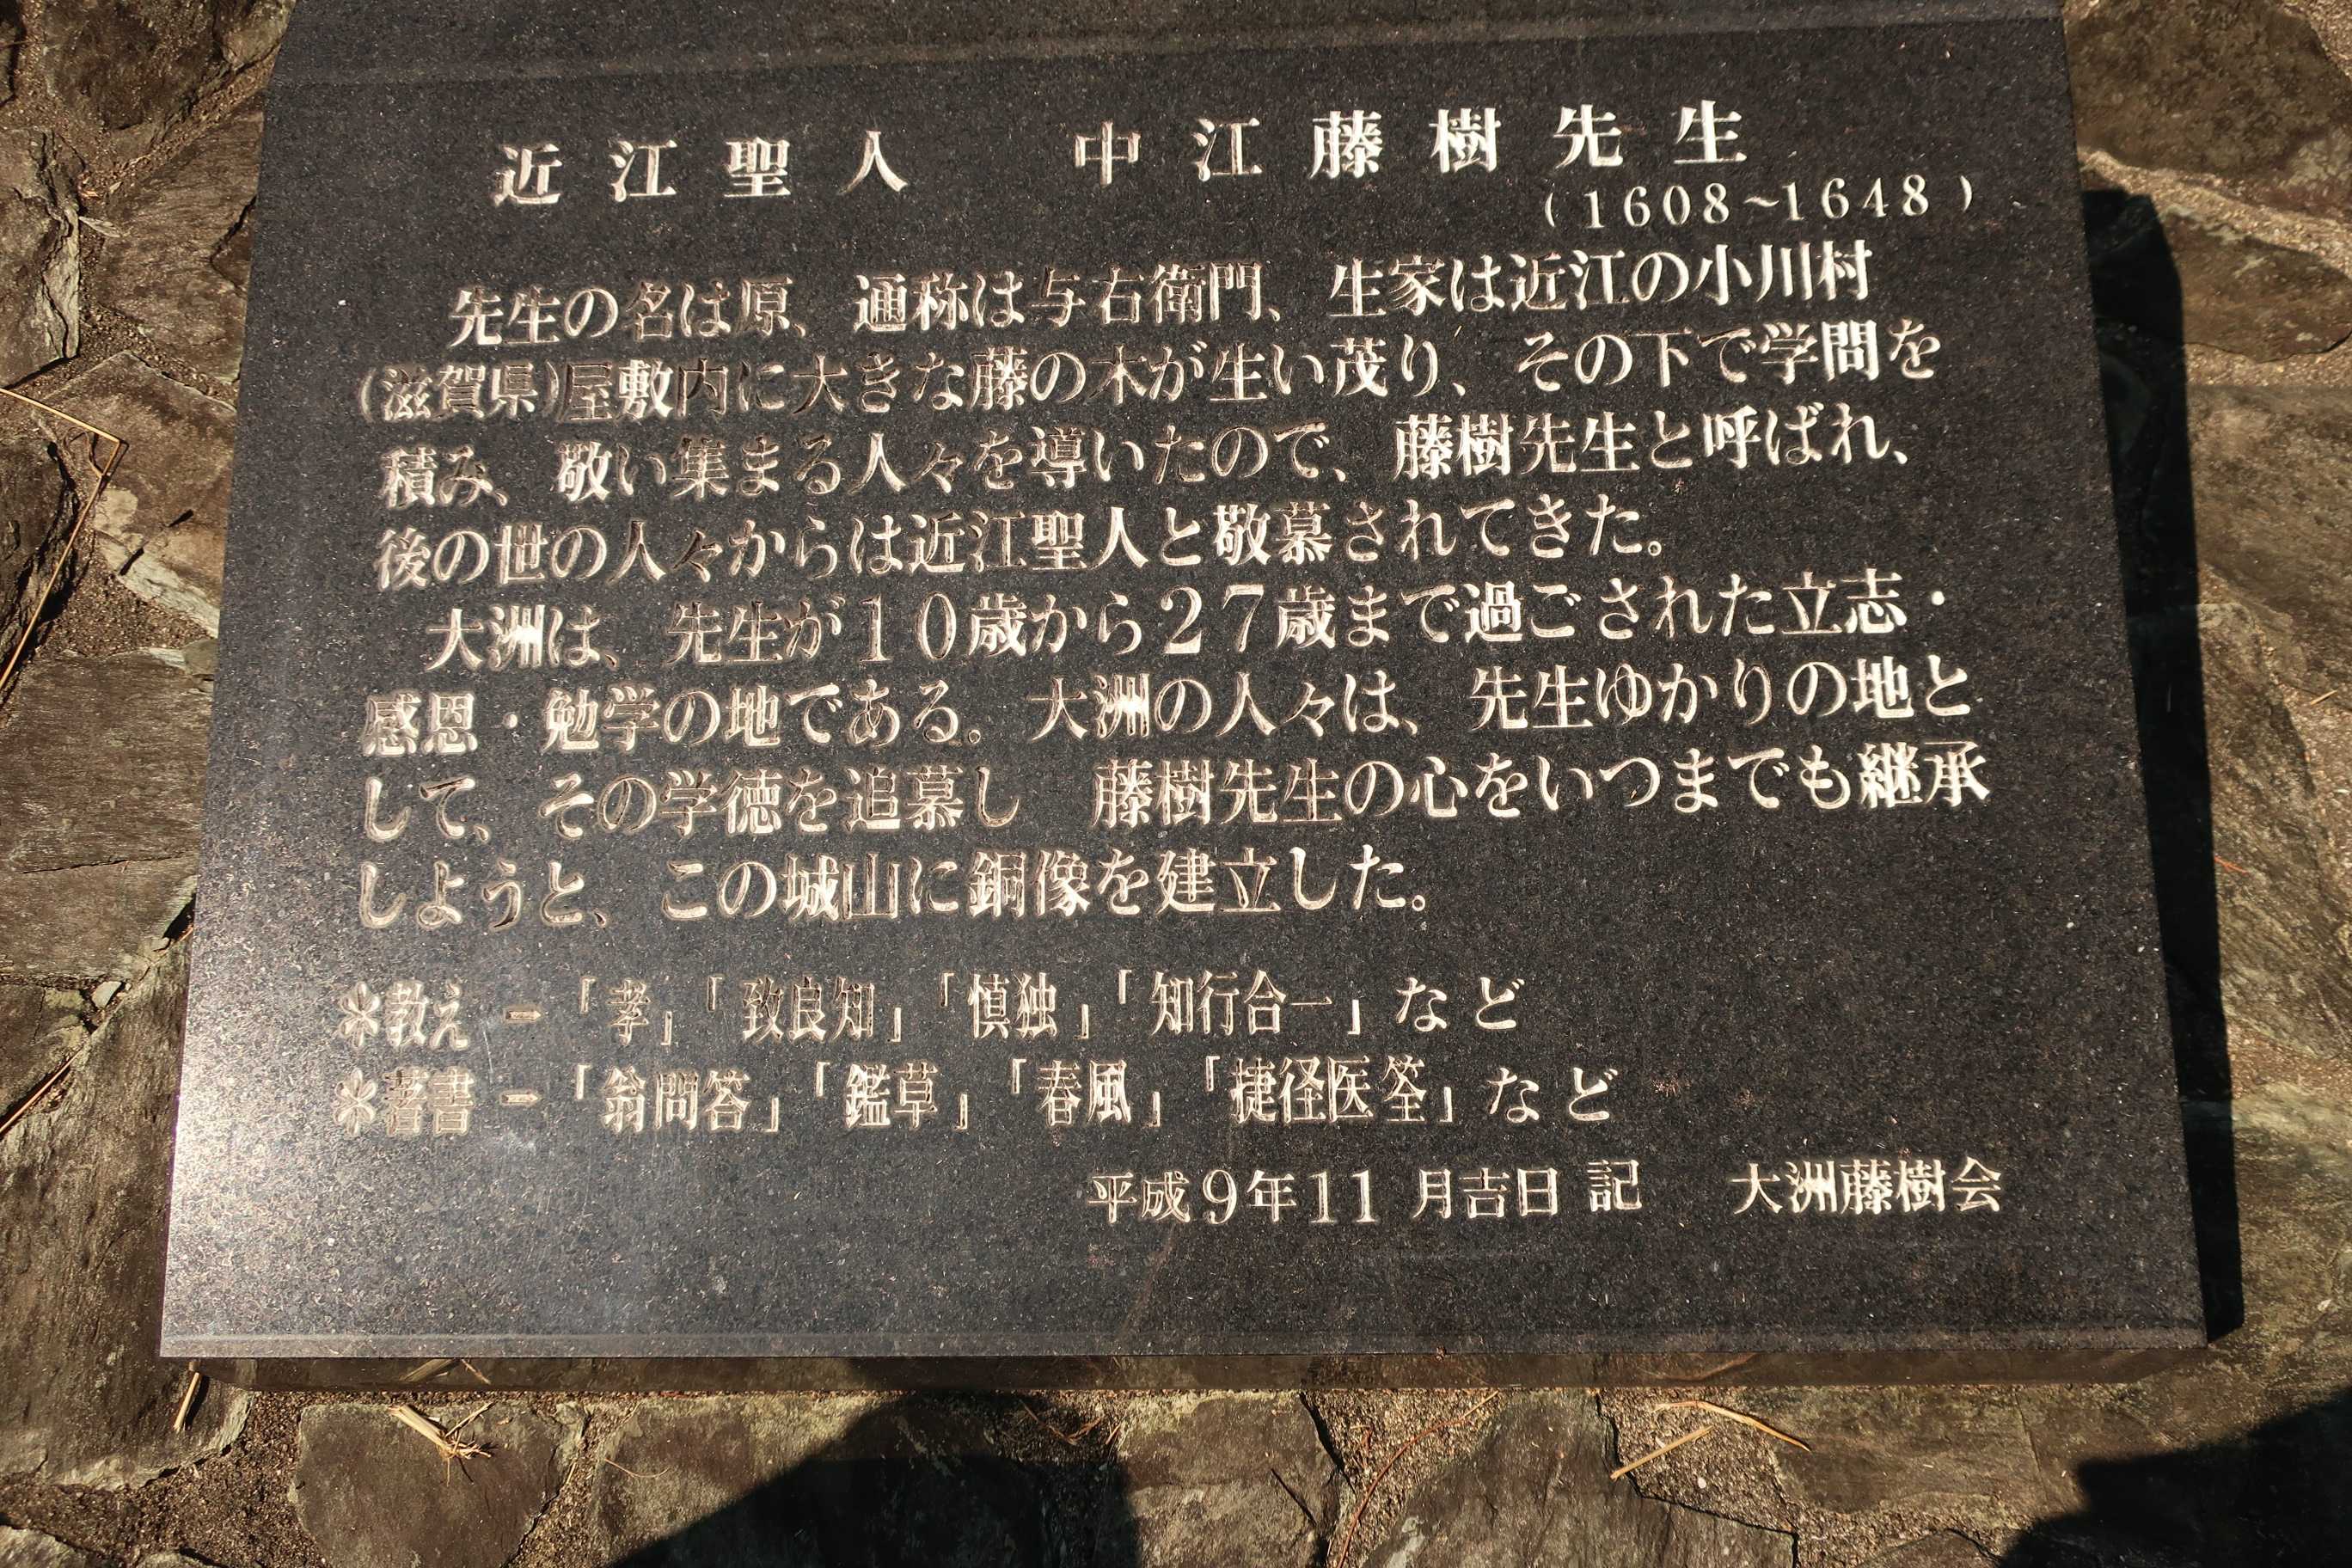 近江聖人　中江藤樹先生
(1608~1648)
先生の名は原、通称は与右衛門、生家は近江の小川村
(滋賀県)屋敷内に大きな藤の木が生い茂り、その下で学問を
積み、敬い集まる人々を導いたので、藤樹先生と呼ばれ、
後の世の人々からは近江聖人と敬慕されてきた。
大洲は、先生が10歳から27歳まで過ごされた立志・
感恩・勉学の地である。大洲の人々は、先生ゆかりの地と
して、その学徳を追慕し　藤樹先生の心をいつまでも継承
しようと、この城山に銅像を建立した。
＊教え－「孝」「致良知」「慎独」「知行合一」など
＊著書－「翁問答」「鑑草」「春風」「捷径医筌」など
平成9年11月吉日 記　大洲藤樹会